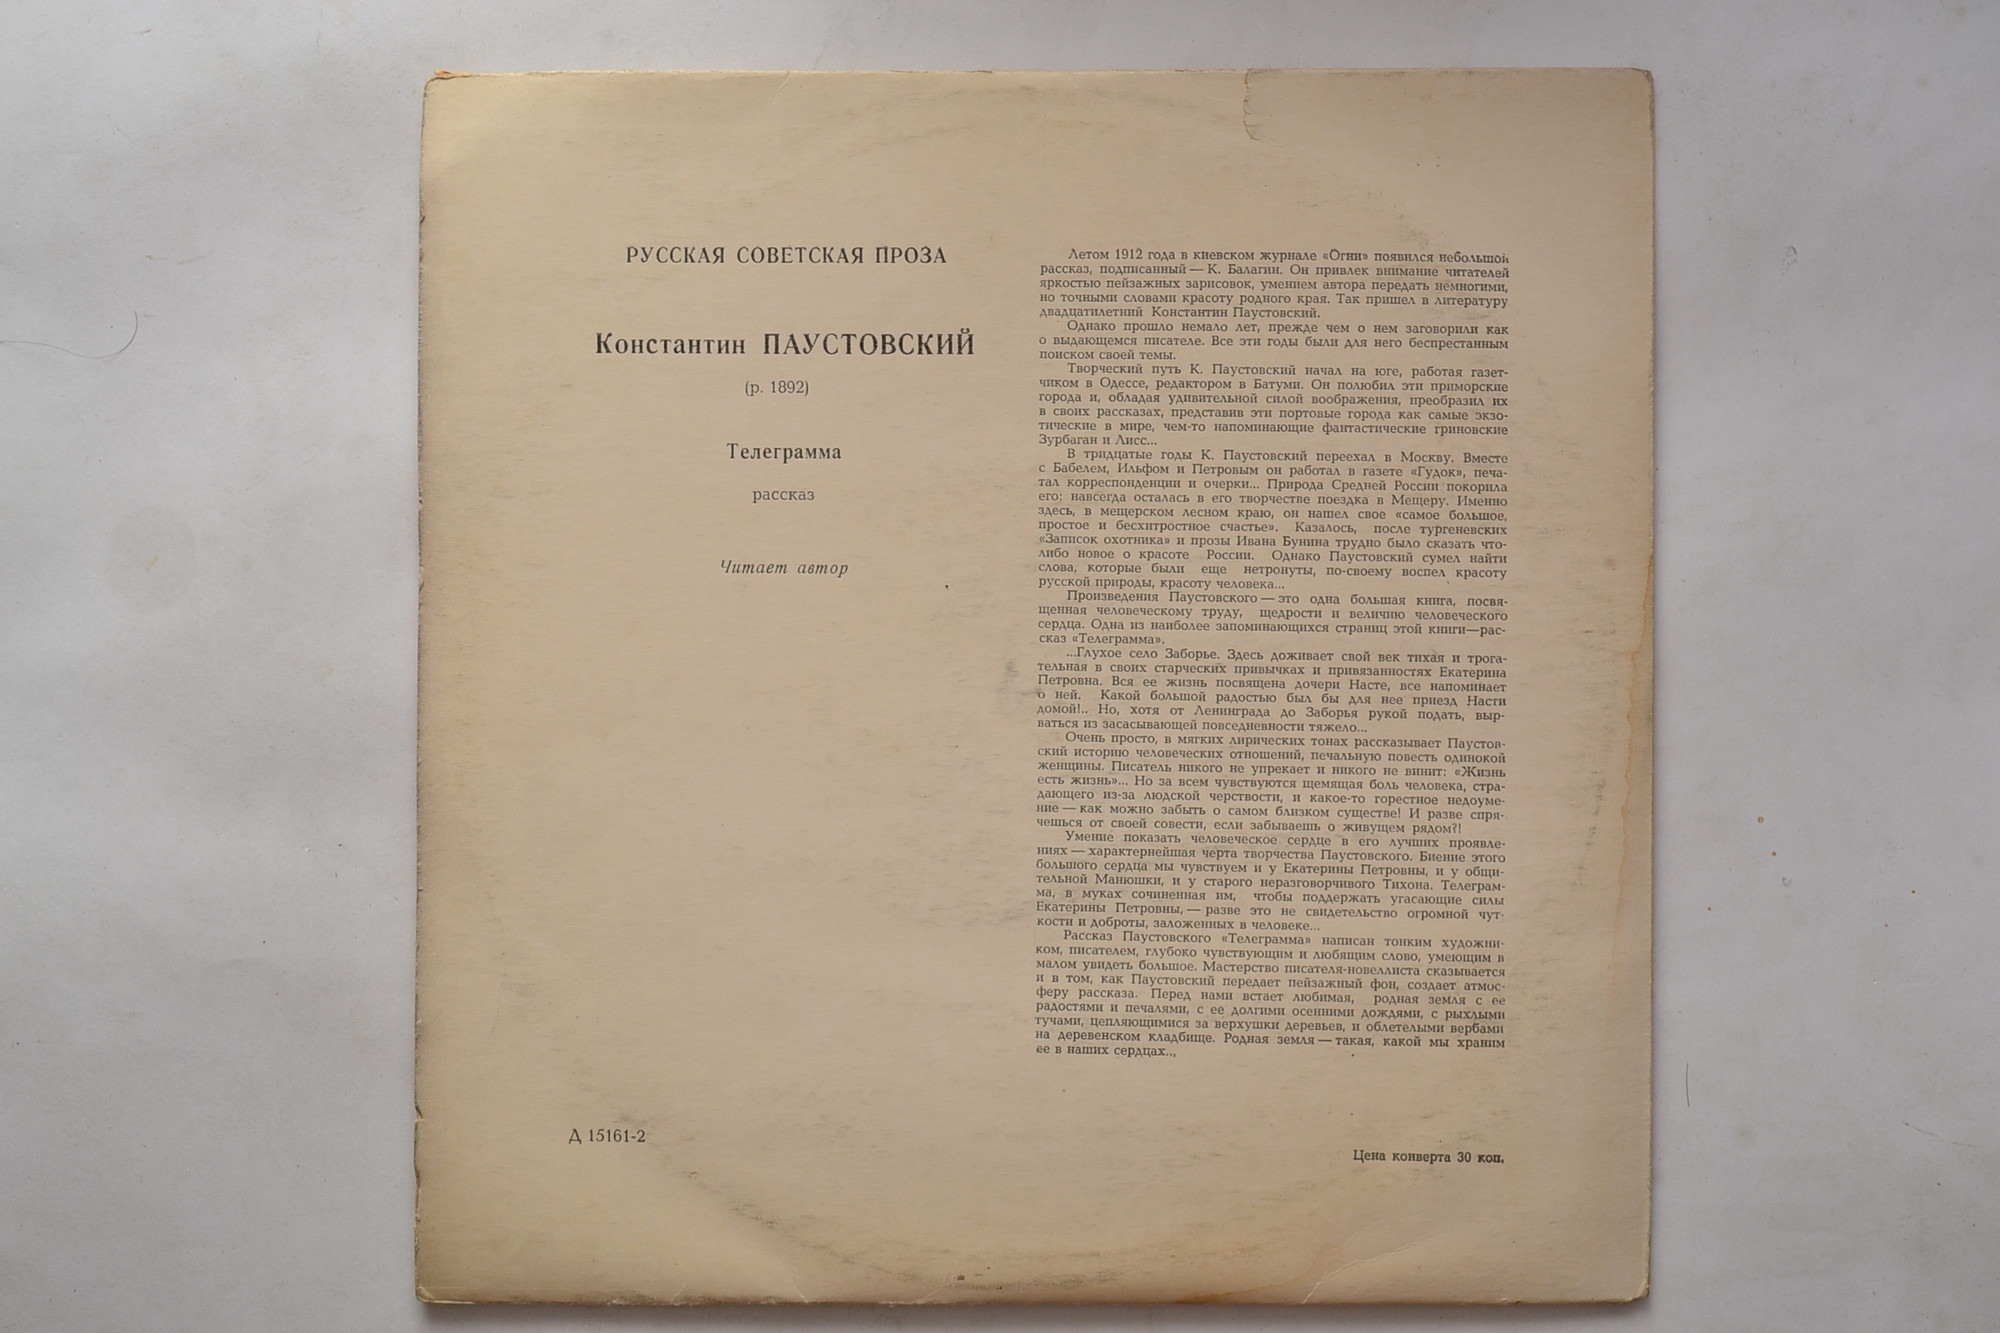 РУССКАЯ СОВЕТСКАЯ ПРОЗА
Константин ПАУСТОВСКИЙ
(р. 1892)
Телеграмма
рассказ
Читает автор
Летом 1912 года в киевском журнале «Огни» появился небольшой
рассказ, подписанный — К. Балагин. Он привлек внимание читателей
яркостью пейзажных зарисовок, умением автора передать немногими,
но точными словами красоту родного края. Так пришел в литературу
двадцатилетний Константин Паустовский.
Однако прошло немало лет, прежде чем о нем заговорили как
о выдающемся писателе. Все эти годы были для него беспрестанным
поиском своей темы.
Творческий путь К. Паустовский начал на юге, работая газет-
чиком в Одессе, редактором в Батуми. Он полюбил эти приморские
города и, обладая удивительной силой воображения, преобразил их
в своих рассказах, представив эти портовые города как самые экзо-
тические в мире, чем-то напоминающие фантастические гриновские
Зурбаган и Лисс...
В тридцатые годы К. Паустовский переехал в Москву. Вместе
с Бабелем, Ильфом и Петровым он работал в газете «Гудок», печа-
тал корреспонденции и очерки... Природа Средней России покорила
его; навсегда осталась в его творчестве поездка в Мещеру. Именно
здесь, в мещерском лесном краю, он нашел свое «самое большое,
простое и бесхитростное счастье». Казалось, после тургеневских
«Записок охотника» и прозы Ивана Бунина трудно было сказать что-
либо новое о красоте России. Однако Паустовский сумел найти
слова, которые были еще нетронуты, по-своему воспел красоту
русской природы, красоту человека...
Произведения Паустовского — это одна большая книга, посвя-
щенная человеческому труду, щедрости и величию человеческого
сердца. Одна из наиболее запоминающихся страниц этой книги—рас-
сказ «Телеграмма».
...Глухое село Заборье. Здесь доживает свой век тихая и трога-
тельная в своих старческих привычках и привязанностях Екатерина
Петровна. Вся ее жизнь посвящена дочери Насте, все напоминает
о ней. Какой большой радостью был бы для нее приезд Насти
домой!.. Но, хотя от Ленинграда до Заборья рукой подать, выр-
ваться из засасывающей повседневности тяжело...
Очень просто, в мягких лирических тонах рассказывает Паустов-
ский историю человеческих отношений, печальную повесть одинокой
женщины. Писатель никого не упрекает и никого не винит: «Жизнь
есть жизнь»... Но за всем чувствуются щемящая боль человека, стра-
дающего из-за людской черствости, и какое-то горестное недоуме-
ние — как можно забыть о самом близком существе! И разве спря-
чешься от своей совести, если забываешь о живущем рядом?!
Умение показать человеческое сердце в его лучших проявле-
ниях — характернейшая черта творчества Паустовского. Биение этого
большого сердца мы чувствуем и у Екатерины Петровны, и у общи-
тельной Манюшки, и у старого неразговорчивого Тихона. Телеграм-
ма, в муках сочиненная им, чтобы поддержать угасающие силы
Екатерины Петровны, — разве это не свидетельство огромной чут-
кости и доброты, заложенных в человеке...
Рассказ Паустовского «Телеграмма» написан тонким художни-
ком, писателем, глубоко чувствующим и любящим слово, умеющим в
малом увидеть большое. Мастерство писателя-новеллиста сказывается
и в том, как Паустовский передает пейзажный фон, создает атмос-
феру рассказа. Перед нами встает любимая, родная земля с ее
радостями и печалями, с ее долгими осенними дождями, с рыхлыми
тучами, цепляющимися за верхушки деревьев, и облетелыми вербами
на деревенском кладбище. Родная земля — такая, какой мы храним
ее в наших сердцах...
Д 15161-2
Цена конверта 30 коп.